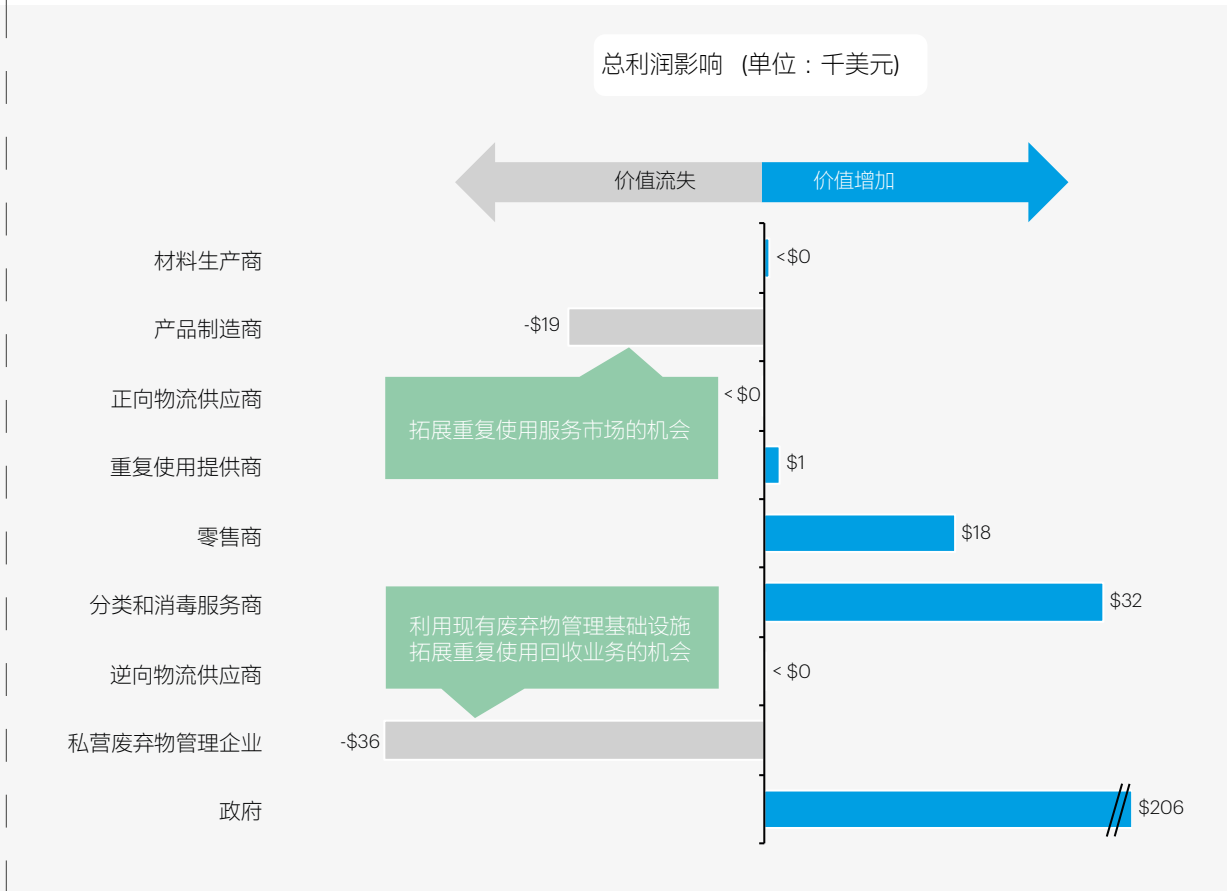 总利润影响 (单位：千美元)
价值流失
价值增加
材料生产商
<$0
产品制造商
-$19
正向物流供应商
< $0
拓展重复使用服务市场的机会
重复使用提供商
$1
零售商
$18
分类和消毒服务商
$32
利用现有废弃物管理基础设施
拓展重复使用回收业务的机会
逆向物流供应商
< $0
私营废弃物管理企业
-$36
政府
$206